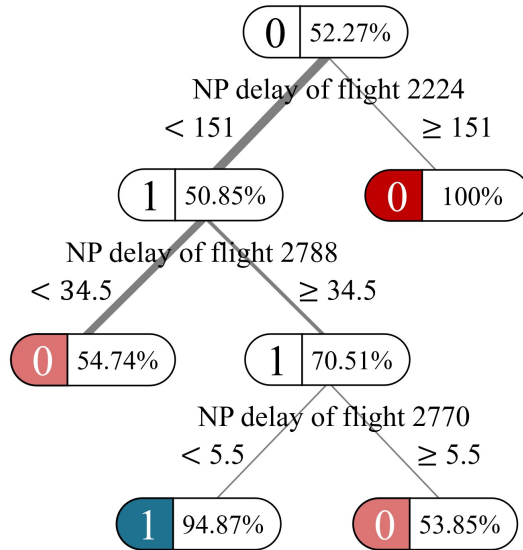 0 52.27%
NP delay of flight 2224
< 151 ≥ 151
1 50.85% 0 100%
NP delay of flight 2788
< 34.5 ≥ 34.5
0 54.74% 1 70.51%
NP delay of flight 2770
< 5.5 ≥ 5.5
1 94.87% 0 53.85%